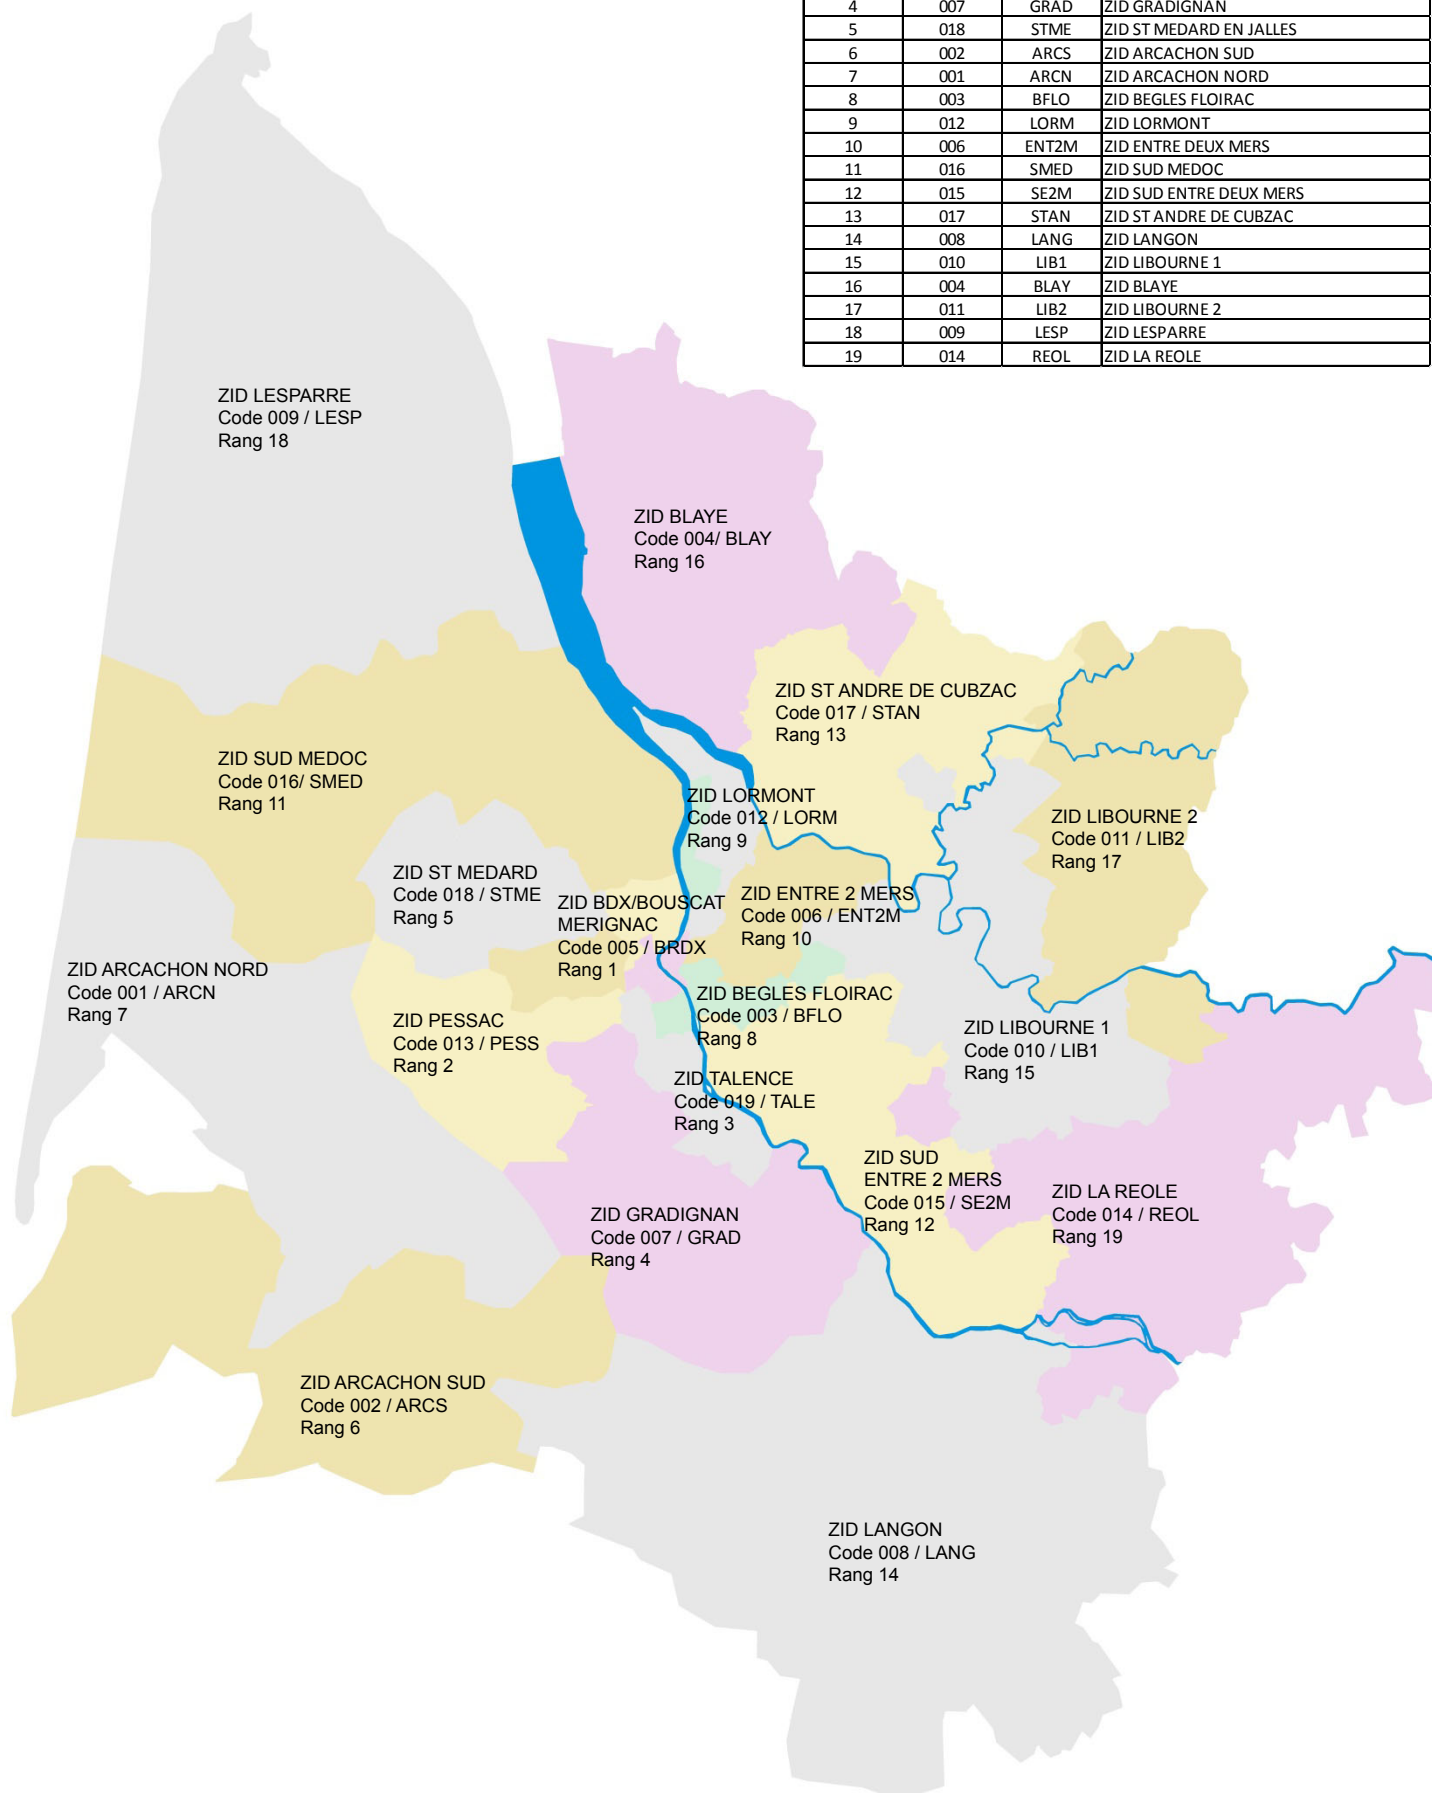 4 007 GRAD ZID GRADIGNAN
5 018 STME ZID ST MEDARD EN JALLES
6 002 ARCS ZID ARCACHON SUD
7 001 ARCN ZID ARCACHON NORD
8 003 BFLO ZID BEGLES FLOIRAC
9 012 LORM ZID LORMONT
10 006 ENT2M ZID ENTRE DEUX MERS
11 016 SMED ZID SUD MEDOC
12 015 SE2M ZID SUD ENTRE DEUX MERS
13 017 STAN ZID ST ANDRE DE CUBZAC
14 008 LANG ZID LANGON
15 010 LIB1 ZID LIBOURNE 1
16 004 BLAY ZID BLAYE
17 011 LIB2 ZID LIBOURNE 2
18 009 LESP ZID LESPARRE
19 014 REOL ZID LA REOLE
ZID LESPARRE
Code 009 / LESP
Rang 18
ZID BLAYE
Code 004/ BLAY
Rang 16
ZID ST ANDRE DE CUBZAC
Code 017 / STAN
Rang 13
ZID SUD MEDOC
Code 016/ SMED
Rang 11
ZID LORMONT
Code 012 / LORM
Rang 9
ZID LIBOURNE 2
Code 011 / LIB2
Rang 17
ZID ST MEDARD
Code 018 / STME
Rang 5
ZID BDX/BOUSCAT
MERIGNAC
Code 005 / BRDX
Rang 1
ZID ENTRE 2 MERS
Code 006 / ENT2M
Rang 10
ZID ARCACHON NORD
Code 001 / ARCN
Rang 7
ZID BEGLES FLOIRAC
Code 003 / BFLO
Rang 8
ZID PESSAC
Code 013 / PESS
Rang 2
ZID LIBOURNE 1
Code 010 / LIB1
Rang 15
ZID TALENCE
Code 019 / TALE
Rang 3
ZID SUD
ENTRE 2 MERS
Code 015 / SE2M
Rang 12
ZID LA REOLE
Code 014 / REOL
Rang 19
ZID GRADIGNAN
Code 007 / GRAD
Rang 4
ZID ARCACHON SUD
Code 002 / ARCS
Rang 6
ZID LANGON
Code 008 / LANG
Rang 14